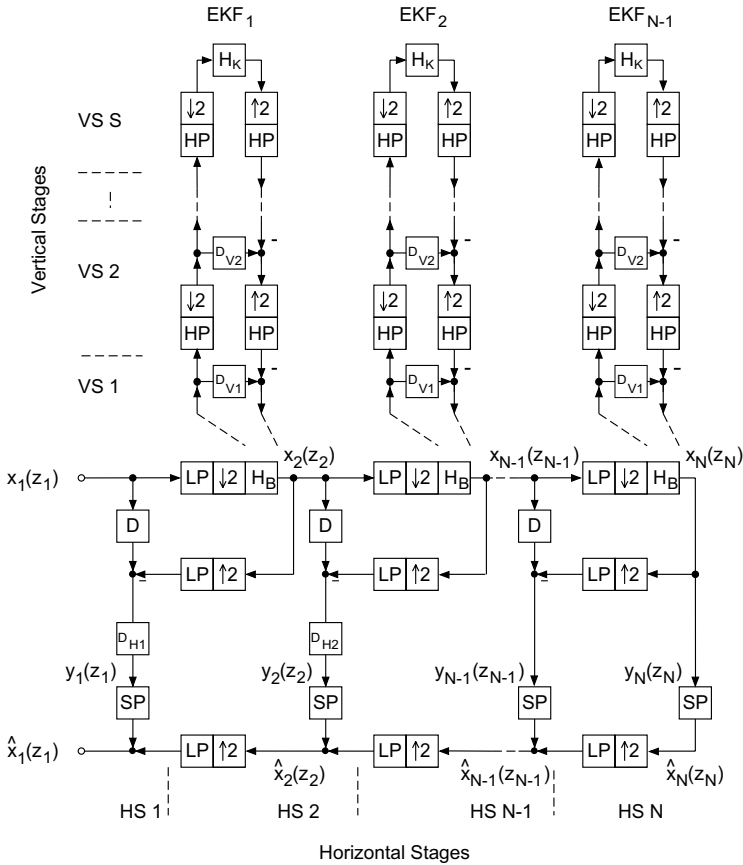 EKF1 EKF2 EKFN-1
HK HK HK
↓2 ↑2 ↓2 ↑2 ↓2 ↑2
VS S
HP HP HP HP HP HP
Vertical Stages
- - -
DV2 DV2 DV2
VS 2
↓2 ↑2 ↓2 ↑2 ↓2 ↑2
HP HP HP HP HP HP
- - -
VS 1 DV1 DV1 DV1
x2(z2) xN-1(zN-1) xN(zN)
x1(z1) LP ↓2 HB LP ↓2 HB LP ↓2 HB
D D D
LP ↑2 LP ↑2 LP ↑2
- - -
DH1 DH2
y1(z1) y2(z2) yN-1(zN-1) yN(zN)
SP SP SP SP
x̂1(z1) LP ↑2 LP ↑2 LP ↑2
x̂2(z2) x̂N-1(zN-1) x̂N(zN)
HS 1 HS 2 HS N-1 HS N
Horizontal Stages